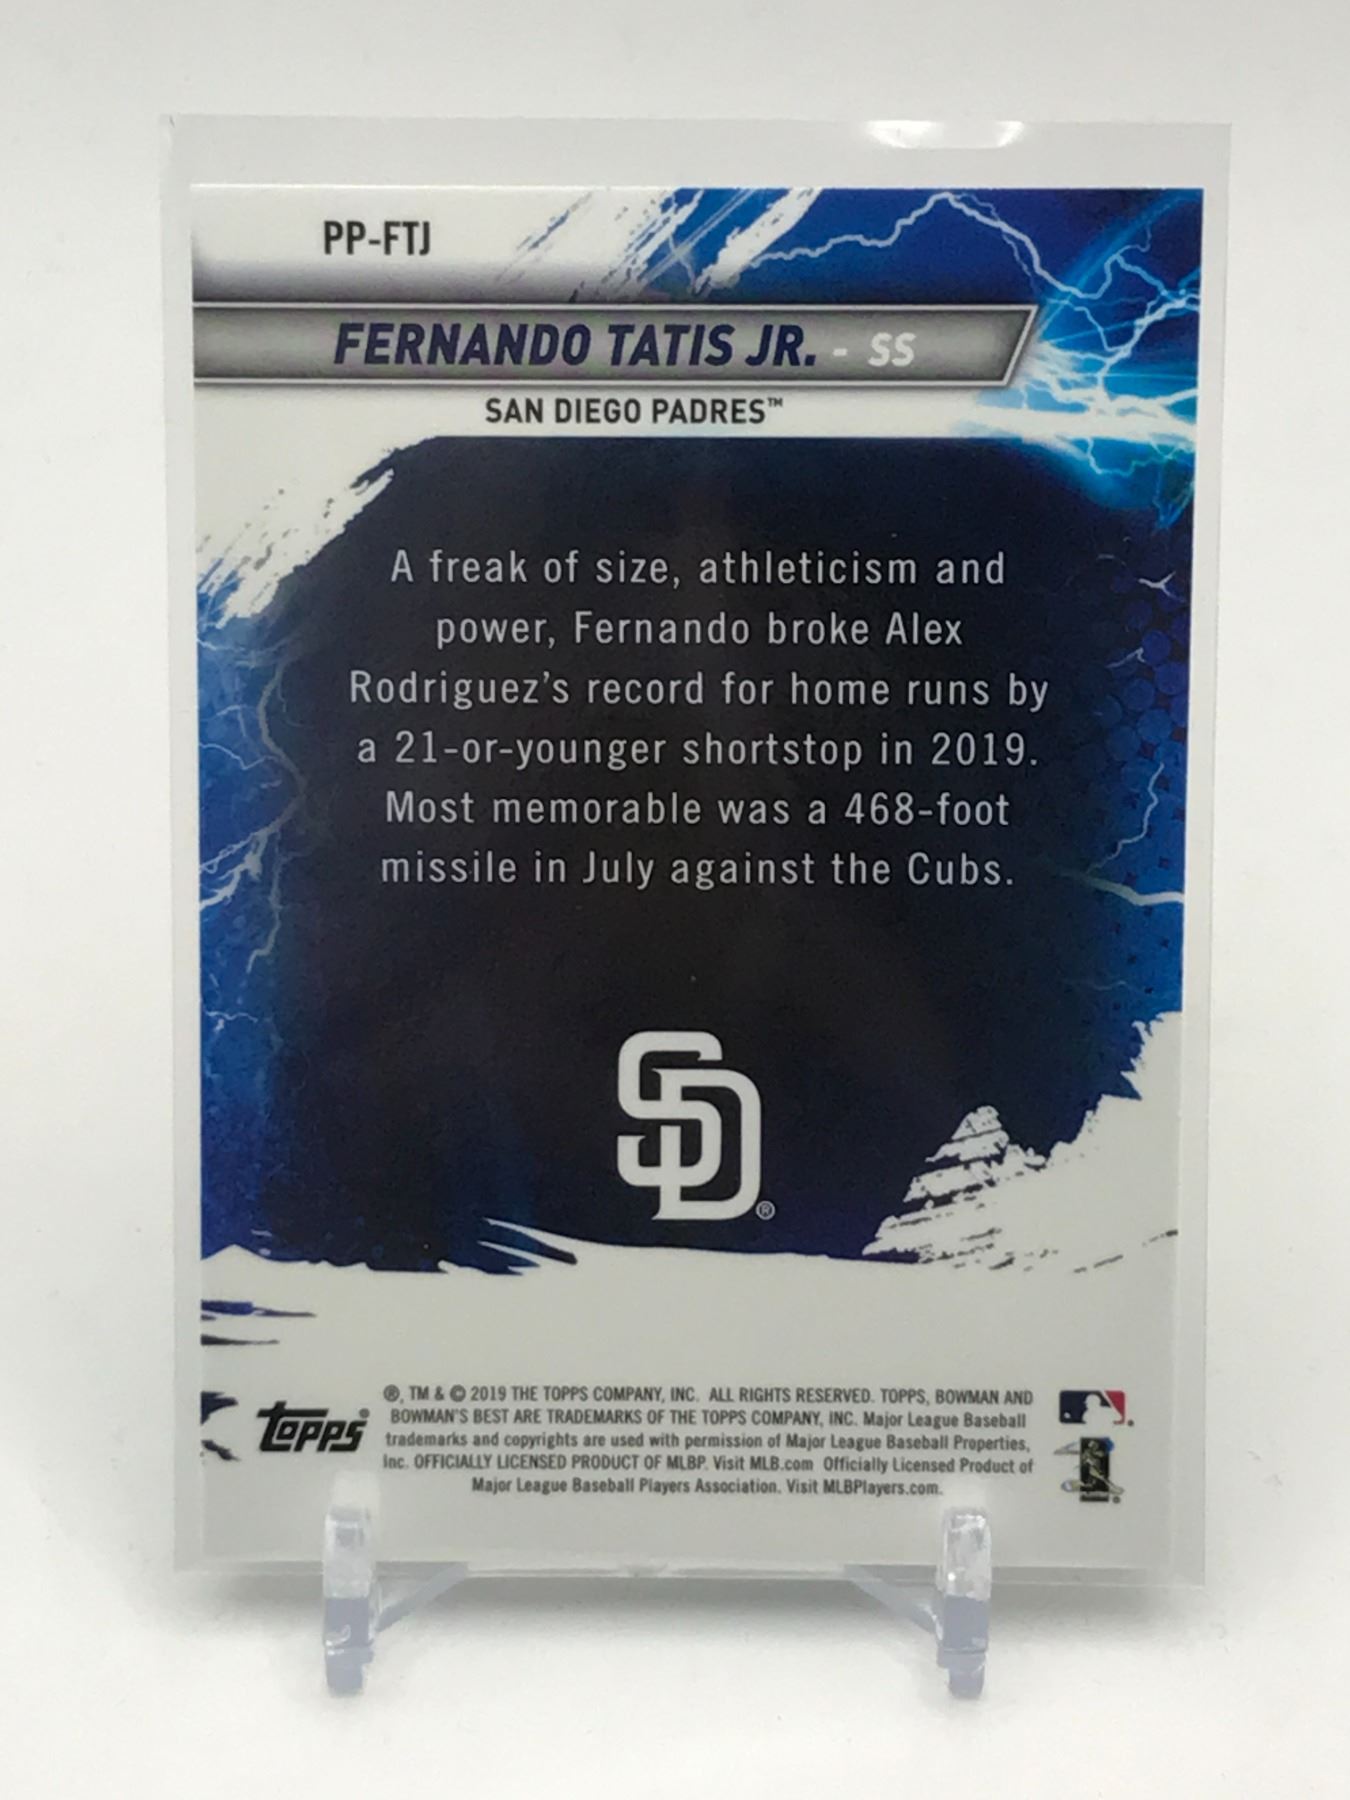 PP-FTJ
FERNANDO TATIS JR. - SS
SAN DIEGO PADRES™
A freak of size, athleticism and
power, Fernando broke Alex
Rodriguez's record for home runs by
a 21-or-younger shortstop in 2019.
Most memorable was a 468-foot
missile in July against the Cubs.
SD®
topps®
®, TM & © 2019 THE TOPPS COMPANY, INC. ALL RIGHTS RESERVED. TOPPS, BOWMAN AND
BOWMAN'S BEST ARE TRADEMARKS OF THE TOPPS COMPANY, INC. Major League Baseball
trademarks and copyrights are used with permission of Major League Baseball Properties,
Inc. OFFICIALLY LICENSED PRODUCT OF MLBP. Visit MLB.com Officially Licensed Product of
Major League Baseball Players Association. Visit MLBPlayers.com.